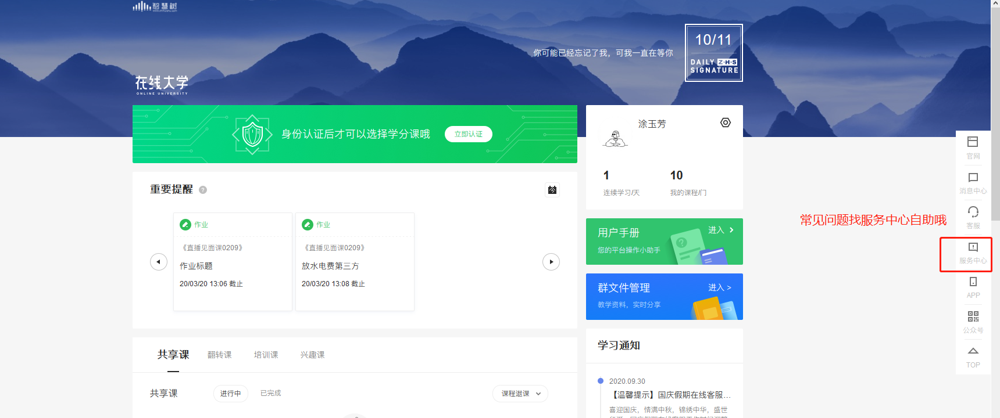 智慧树
www.zhihuishu.com
10/11
你可能已经忘记了我，可我一直在等你
DAILY ZHS
SIGNATURE
在线大学
ONLINE UNIVERSITY
身份认证后才可以选择学分课哦
立即认证
涂玉芳
1
10
连续学习/天
我的课程/门
官网
消息中心
客服
服务中心
APP
公众号
TOP
常见问题找服务中心自助哦
重要提醒 ?
今
作业
《直播见面课0209》
作业标题
20/03/20 13:06 截止
作业
《直播见面课0209》
放水电费第三方
20/03/20 13:08 截止
用户手册
进入 >
您的平台操作小助手
群文件管理
进入 >
教学资料，实时分享
共享课
翻转课
培训课
兴趣课
共享课
进行中
已完成
课程退课
学习通知
2020.09.30
【温馨提示】国庆假期在线客服...
喜迎国庆，情满中秋，锦绣中华，盛世